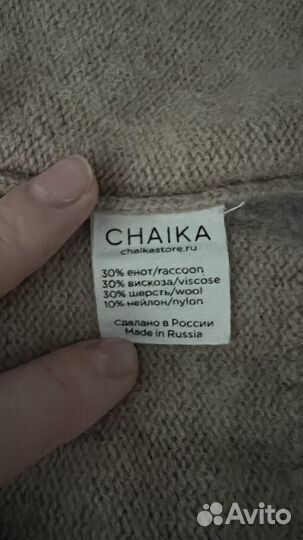 CHAIKA
chaikastore.ru
30% енот/raccoon
30% вискоза/viscose
30% шерсть/wool
10% нейлон/nylon
Сделано в России
Made in Russia
Avito